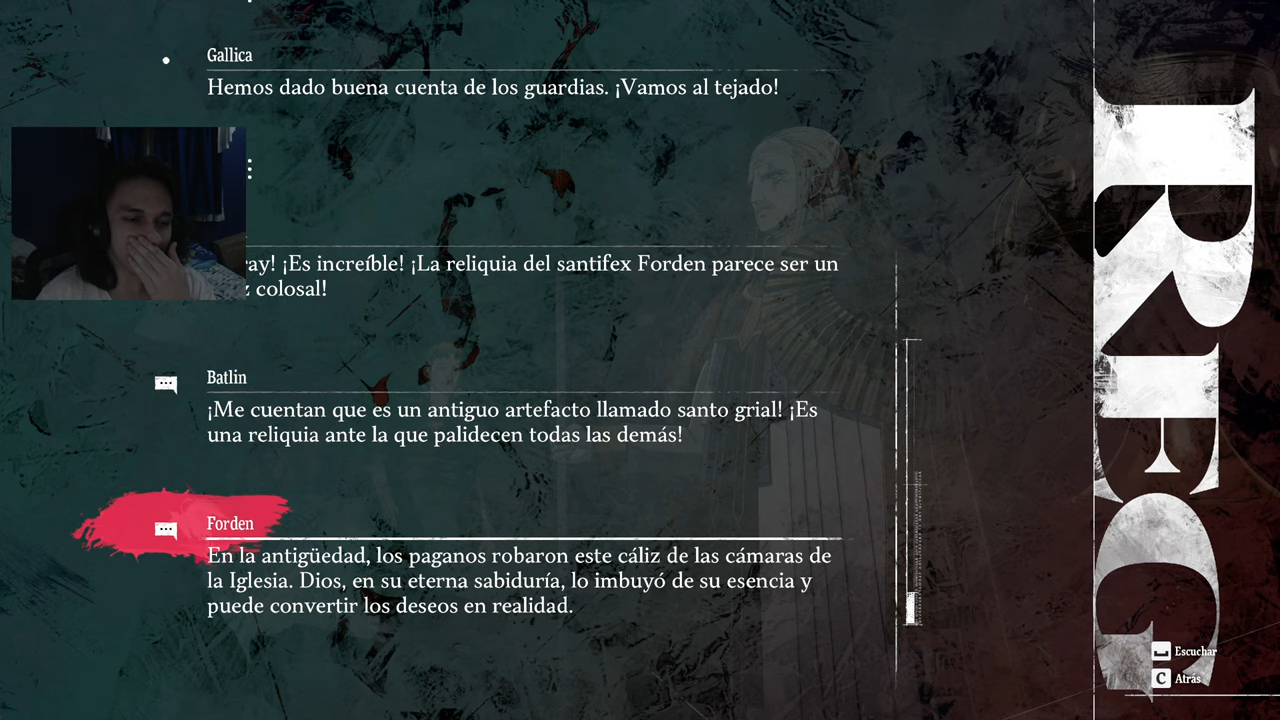 Gallica
Hemos dado buena cuenta de los guardias. ¡Vamos al tejado!
¡Es increíble! ¡La reliquia del santifex Forden parece ser un
colosal!
Batlin
¡Me cuentan que es un antiguo artefacto llamado santo grial! ¡Es
una reliquia ante la que palidecen todas las demás!
Forden
En la antigüedad, los paganos robaron este cáliz de las cámaras de
la Iglesia. Dios, en su eterna sabiduría, lo imbuyó de su esencia y
puede convertir los deseos en realidad.
Escuchar
C Atrás